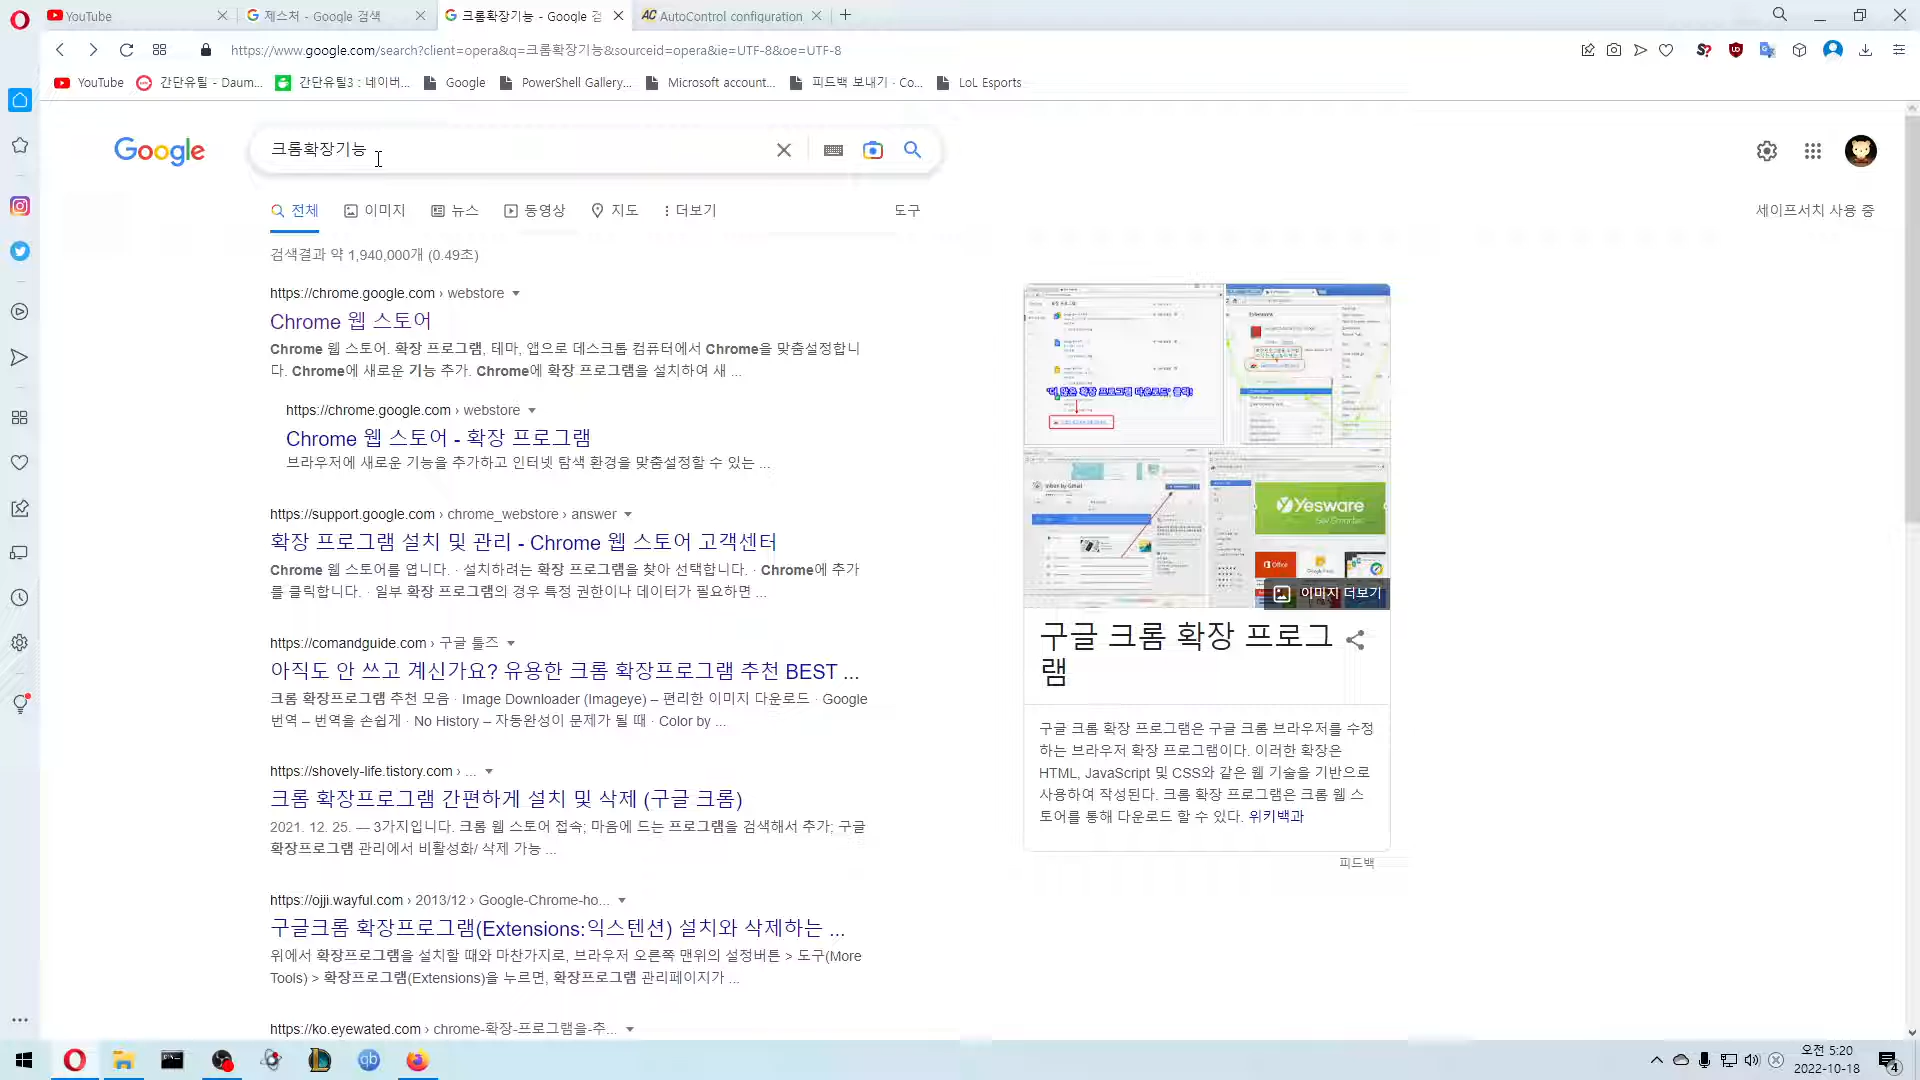 YouTube
제스처 - Google 검색
크롬확장기능 - Google 검
AutoControl configuration
https://www.google.com/search?client=opera&q=크롬확장기능&sourceid=opera&ie=UTF-8&oe=UTF-8
YouTube
간단유틸 - Daum...
간단유틸3 : 네이버...
Google
PowerShell Gallery...
Microsoft account...
피드백 보내기 · Co...
LoL Esports
Google
크롬확장기능
전체
이미지
뉴스
동영상
지도
더보기
도구
세이프서치 사용 중
검색결과 약 1,940,000개 (0.49초)
https://chrome.google.com › webstore
Chrome 웹 스토어
Chrome 웹 스토어. 확장 프로그램, 테마, 앱으로 데스크톱 컴퓨터에서 Chrome을 맞춤설정합니
다. Chrome에 새로운 기능 추가. Chrome에 확장 프로그램을 설치하여 새 ...
https://chrome.google.com › webstore
Chrome 웹 스토어 - 확장 프로그램
브라우저에 새로운 기능을 추가하고 인터넷 탐색 환경을 맞춤설정할 수 있는 ...
https://support.google.com › chrome_webstore › answer
확장 프로그램 설치 및 관리 - Chrome 웹 스토어 고객센터
Chrome 웹 스토어를 엽니다. · 설치하려는 확장 프로그램을 찾아 선택합니다. · Chrome에 추가
를 클릭합니다. · 일부 확장 프로그램의 경우 특정 권한이나 데이터가 필요하면 ...
https://comandguide.com › 구글 툴즈
아직도 안 쓰고 계신가요? 유용한 크롬 확장프로그램 추천 BEST ...
크롬 확장프로그램 추천 모음 · Image Downloader (Imageye) – 편리한 이미지 다운로드 · Google
번역 – 번역을 손쉽게 · No History – 자동완성이 문제가 될 때 · Color by ...
https://shovely-life.tistory.com › ...
크롬 확장프로그램 간편하게 설치 및 삭제 (구글 크롬)
2021. 12. 25. — 3가지입니다. 크롬 웹 스토어 접속; 마음에 드는 프로그램을 검색해서 추가; 구글
확장프로그램 관리에서 비활성화/ 삭제 가능 ...
https://ojji.wayful.com › 2013/12 › Google-Chrome-ho...
구글크롬 확장프로그램(Extensions:익스텐션) 설치와 삭제하는 ...
위에서 확장프로그램을 설치할 때와 마찬가지로, 브라우저 오른쪽 맨위의 설정버튼 > 도구(More
Tools) > 확장프로그램(Extensions)을 누르면, 확장프로그램 관리페이지가 ...
https://ko.eyewated.com › chrome-확장-프로그램을-추...
'더 많은 확장 프로그램 다운로드' 클릭!
Yesware
Office
이미지 더보기
구글 크롬 확장 프로그
램
구글 크롬 확장 프로그램은 구글 크롬 브라우저를 수정
하는 브라우저 확장 프로그램이다. 이러한 확장은
HTML, JavaScript 및 CSS와 같은 웹 기술을 기반으로
사용하여 작성된다. 크롬 확장 프로그램은 크롬 웹 스
토어를 통해 다운로드 할 수 있다. 위키백과
피드백
오전 5:20
2022-10-18
4